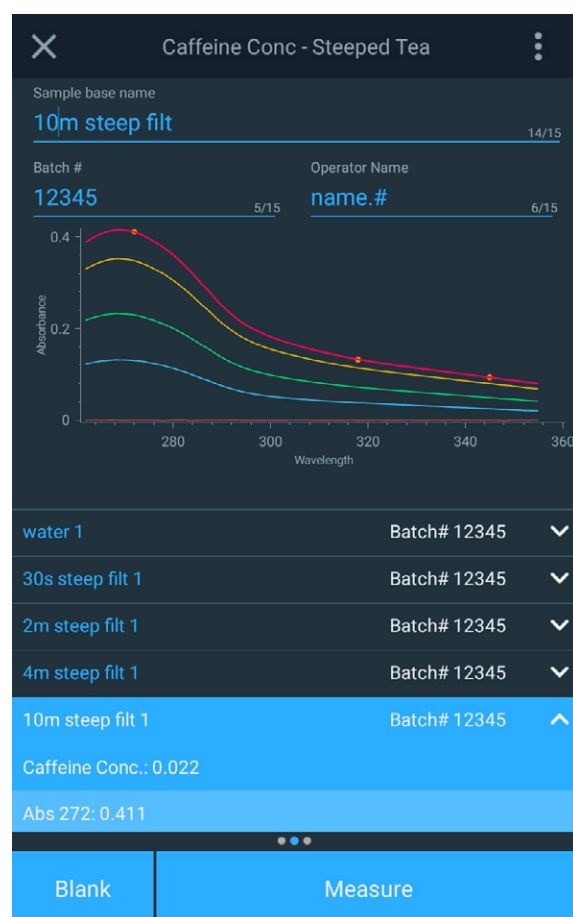 Caffeine Conc - Steeped Tea
Sample base name
10m steep filt
14/15
Batch #
Operator Name
12345
5/15
name.#
6/15
0.4
0.2
0
Absorbance
280 300 320 340 360
Wavelength
water 1 Batch# 12345
30s steep filt 1 Batch# 12345
2m steep filt 1 Batch# 12345
4m steep filt 1 Batch# 12345
10m steep filt 1 Batch# 12345
Caffeine Conc.: 0.022
Abs 272: 0.411
Blank
Measure